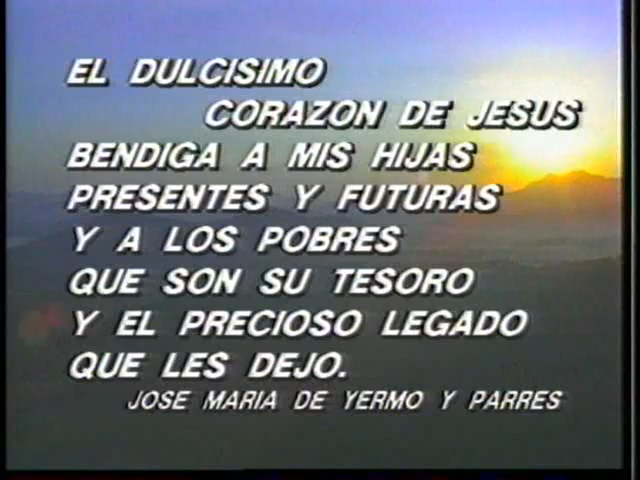 EL DULCISIMO
CORAZON DE JESUS
BENDIGA A MIS HIJAS
PRESENTES Y FUTURAS
Y A LOS POBRES
QUE SON SU TESORO
Y EL PRECIOSO LEGADO
QUE LES DEJO.
JOSE MARIA DE YERMO Y PARRES